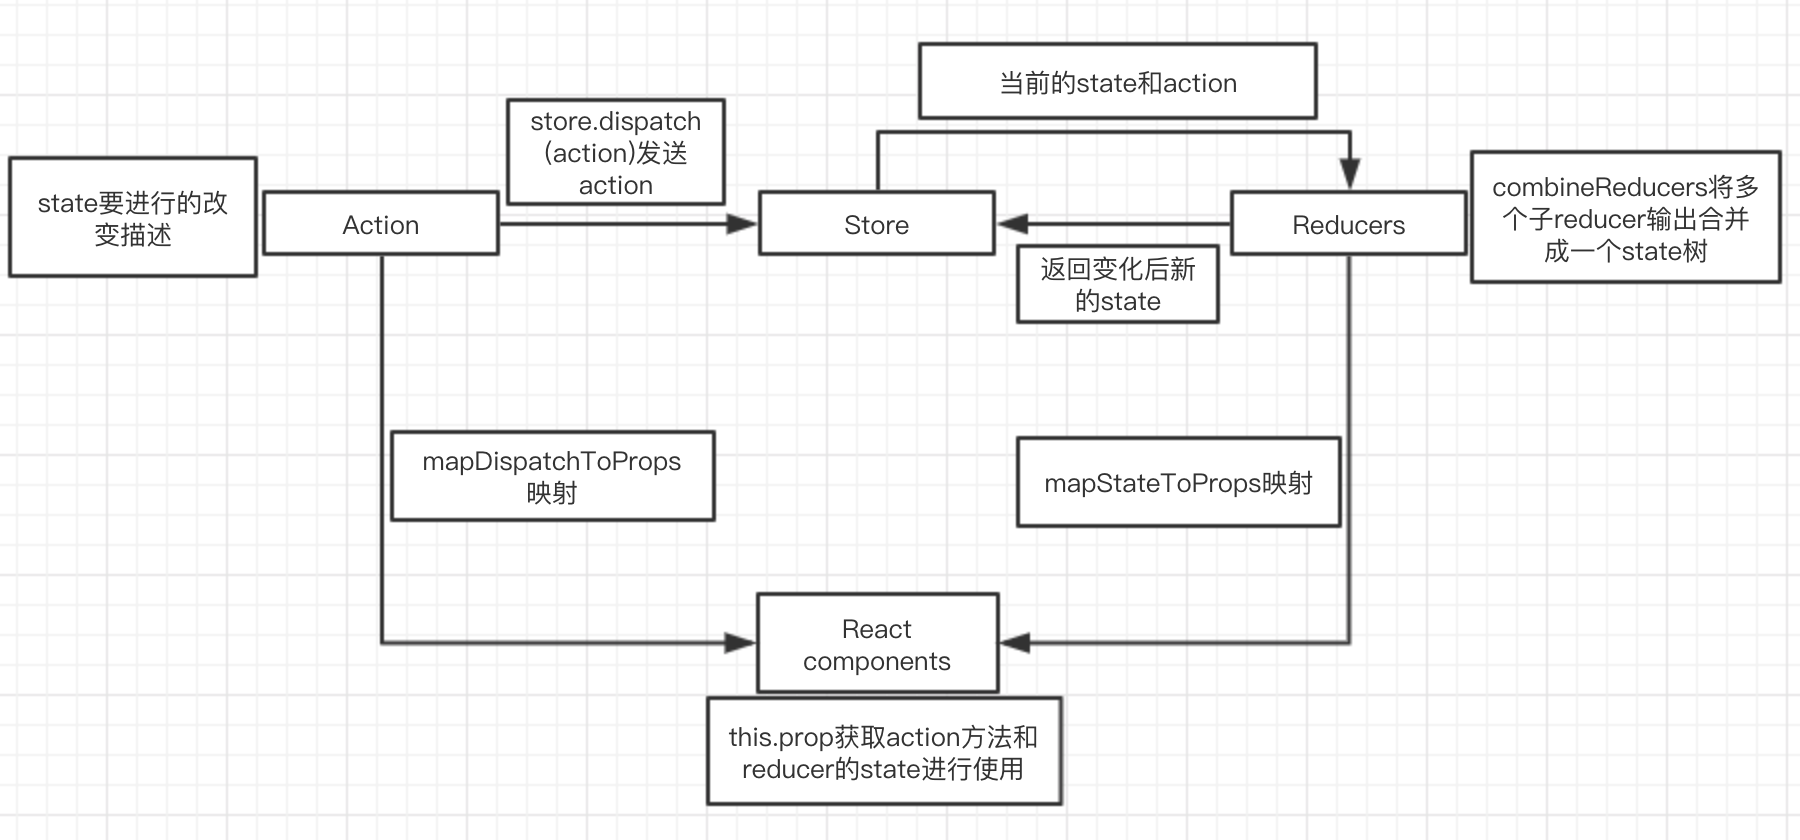 当前的state和action
store.dispatch
(action)发送
action
state要进行的改
变描述
Action
Store
Reducers
combineReducers将多
个子reducer输出合并
成一个state树
返回变化后新
的state
mapDispatchToProps
映射
mapStateToProps映射
React
components
this.prop获取action方法和
reducer的state进行使用